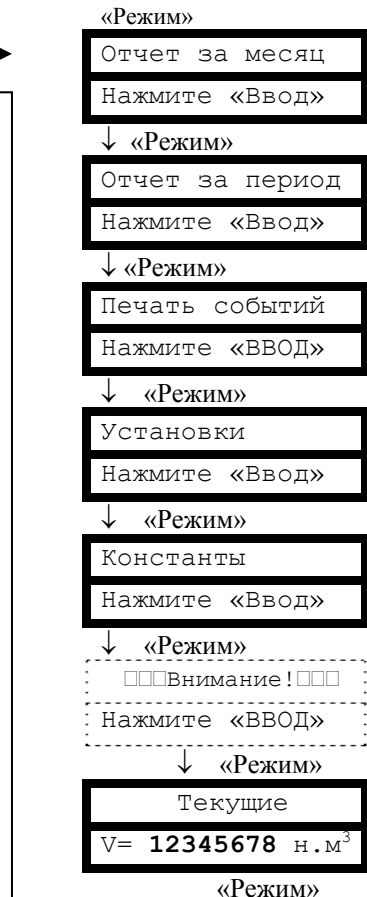 «Режим»
Отчет за месяц
Нажмите «Ввод»
↓ «Режим»
Отчет за период
Нажмите «Ввод»
↓ «Режим»
Печать событий
Нажмите «ВВОД»
↓ «Режим»
Установки
Нажмите «Ввод»
↓ «Режим»
Константы
Нажмите «Ввод»
↓ «Режим»
□□□Внимание!□□□
Нажмите «ВВОД»
↓ «Режим»
Текущие
V= 12345678 н.м³
«Режим»